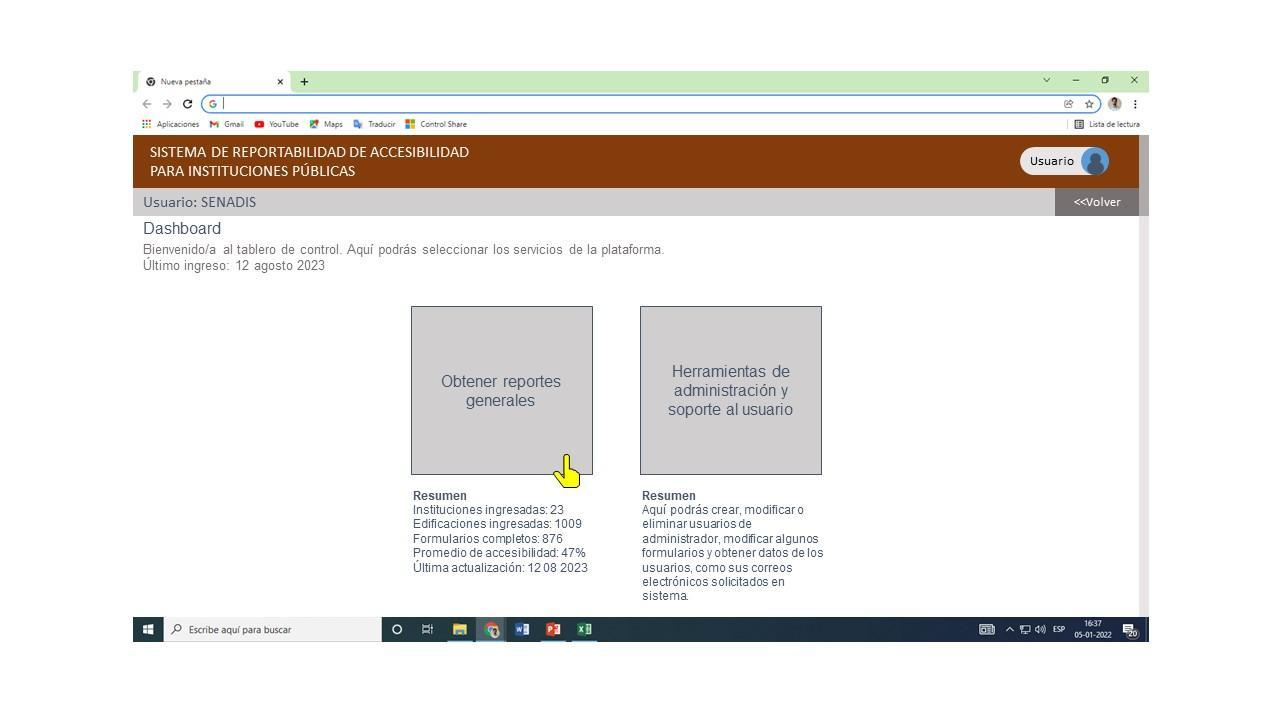 Nueva pestaña
Aplicaciones Gmail YouTube Maps Traducir Control Share Lista de lectura
SISTEMA DE REPORTABILIDAD DE ACCESIBILIDAD
PARA INSTITUCIONES PÚBLICAS
Usuario
Usuario: SENADIS
<<Volver
Dashboard
Bienvenido/a al tablero de control. Aquí podrás seleccionar los servicios de la plataforma.
Último ingreso: 12 agosto 2023
Obtener reportes
generales
Herramientas de
administración y
soporte al usuario
Resumen
Instituciones ingresadas: 23
Edificaciones ingresadas: 1009
Formularios completos: 876
Promedio de accesibilidad: 47%
Última actualización: 12 08 2023
Resumen
Aquí podrás crear, modificar o
eliminar usuarios de
administrador, modificar algunos
formularios y obtener datos de los
usuarios, como sus correos
electrónicos solicitados en
sistema.
Escribe aquí para buscar
ESP
16:37
05-01-2022
20